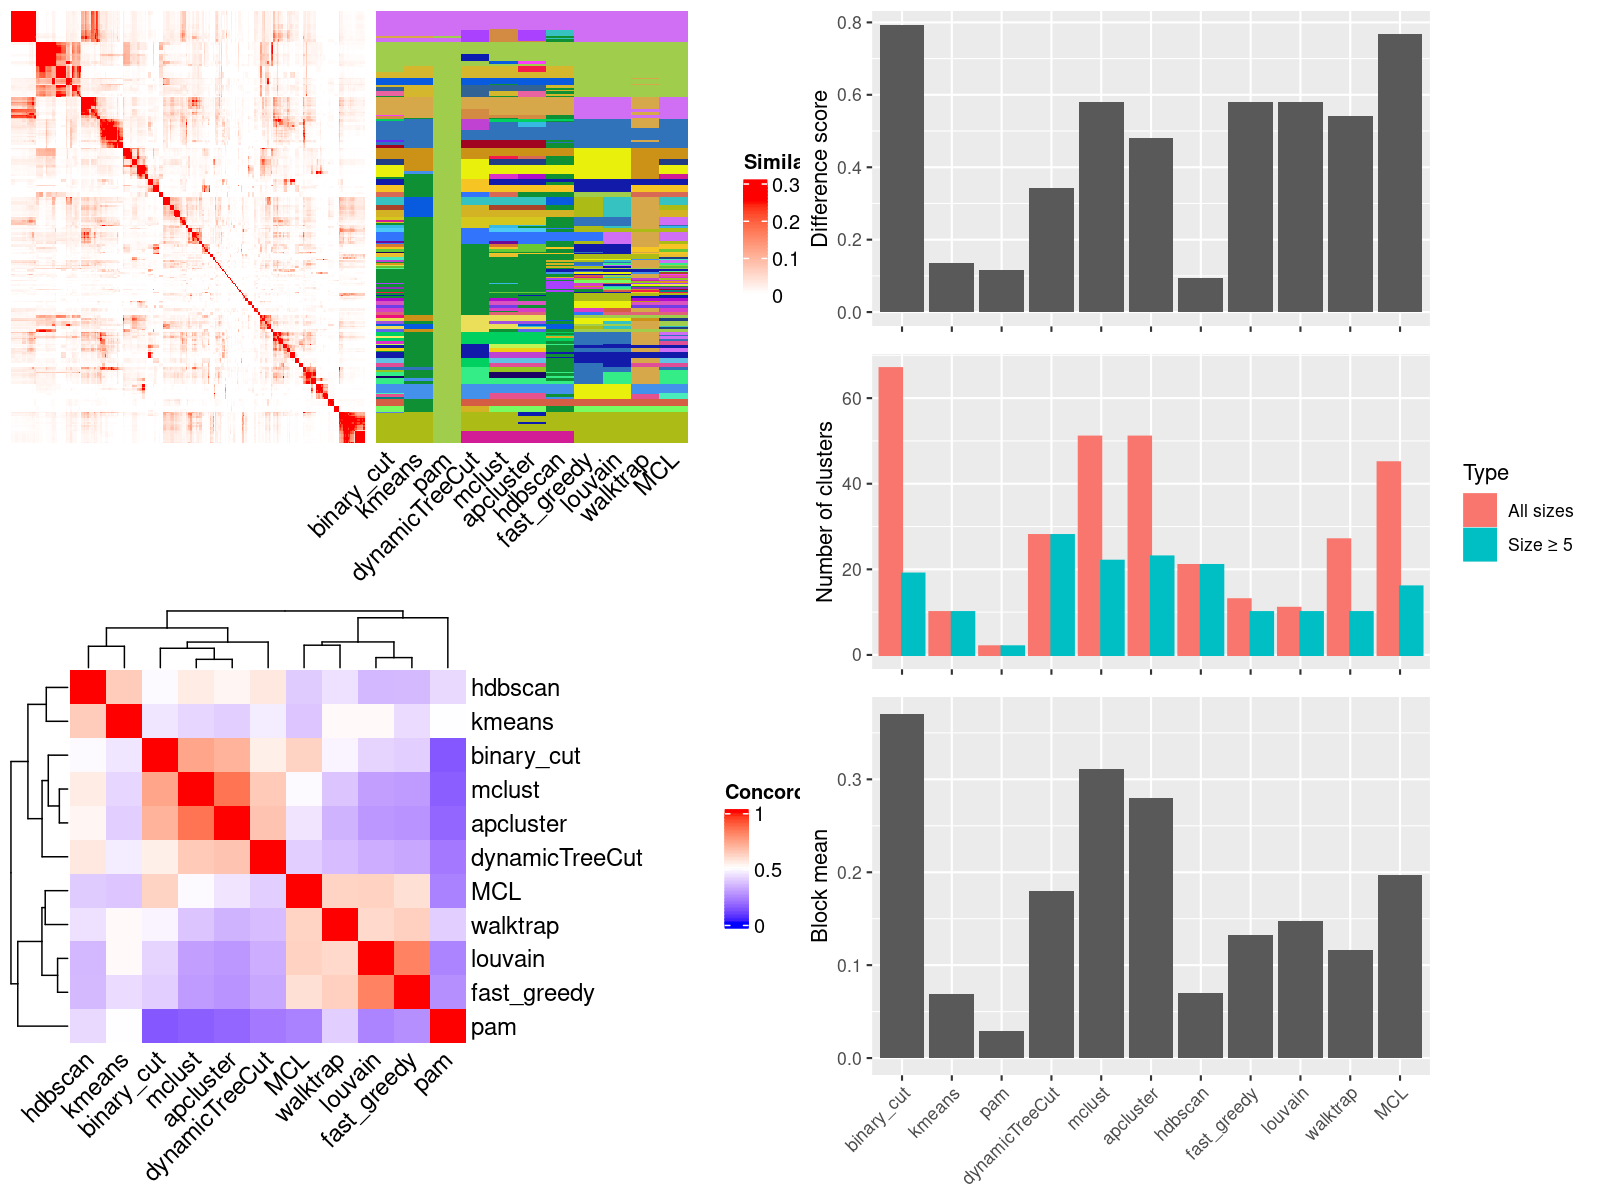 Simila
0.3
0.2
0.1
0
binary_cut
kmeans
pam
dynamicTreeCut
mclust
apcluster
hdbscan
fast_greedy
louvain
walktrap
MCL
hdbscan
kmeans
binary_cut
mclust
apcluster
dynamicTreeCut
MCL
walktrap
louvain
fast_greedy
pam
hdbscan
kmeans
binary_cut
mclust
apcluster
dynamicTreeCut
MCL
walktrap
louvain
fast_greedy
pam
Concord
1
0.5
0
Difference score
0.8
0.6
0.4
0.2
0.0
Number of clusters
60
40
20
0
Type
All sizes
Size ≥ 5
Block mean
0.3
0.2
0.1
0.0
binary_cut
kmeans
pam
dynamicTreeCut
mclust
apcluster
hdbscan
fast_greedy
louvain
walktrap
MCL